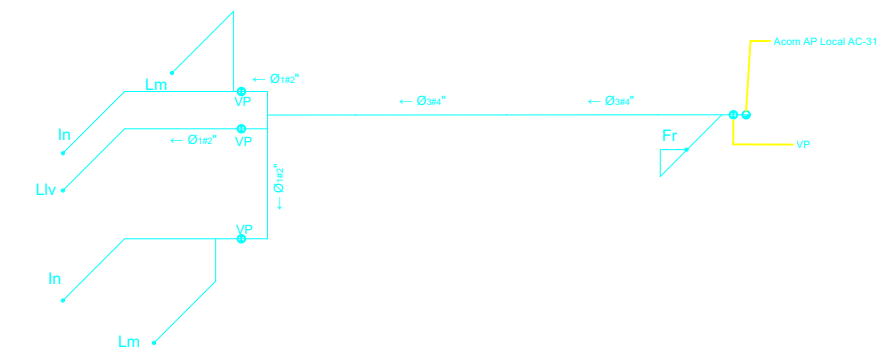 Acom AP Local AC-31
Lm
← Ø1#2"
VP
← Ø3#4"
← Ø3#4"
In
← Ø1#2"
VP
Fr
VP
Llv
← Ø1#2"
VP
In
Lm